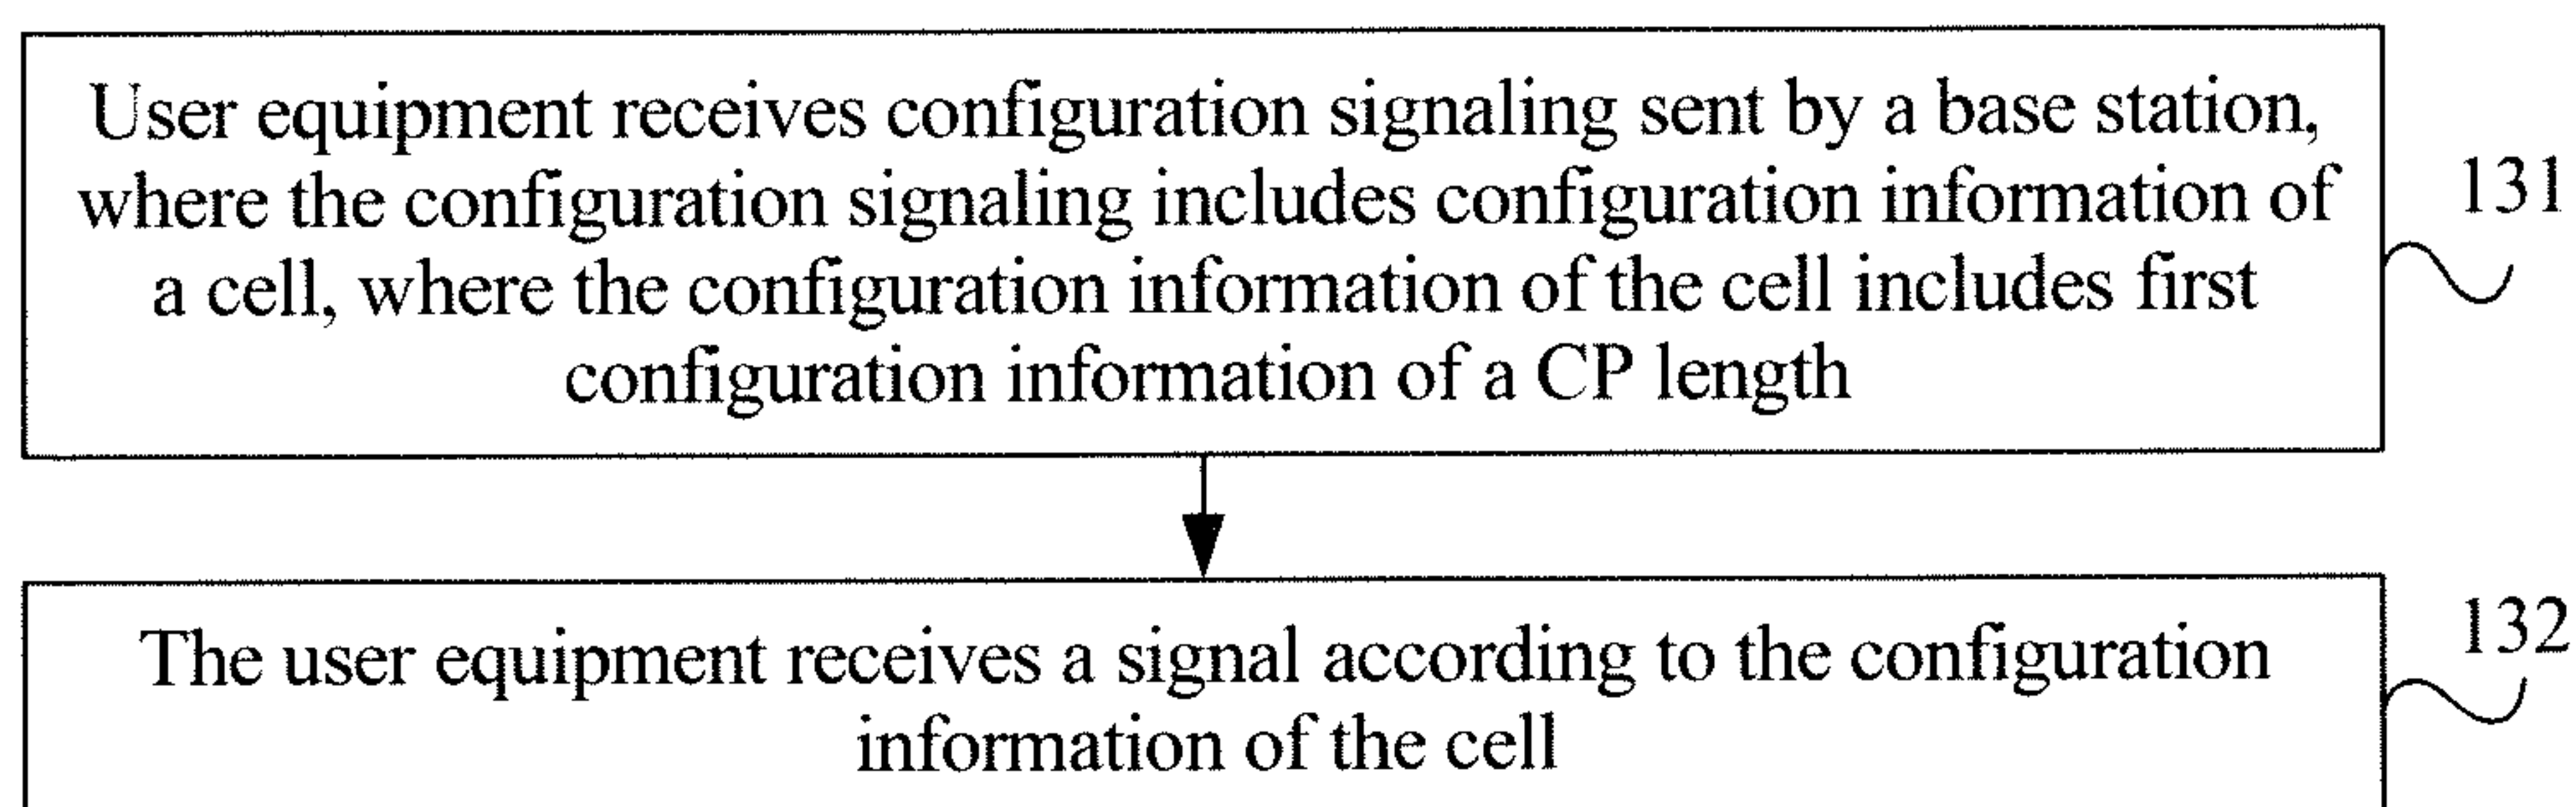 User equipment receives configuration signaling sent by a base station,
where the configuration signaling includes configuration information of
a cell, where the configuration information of the cell includes first
configuration information of a CP length
131
The user equipment receives a signal according to the configuration
information of the cell
132